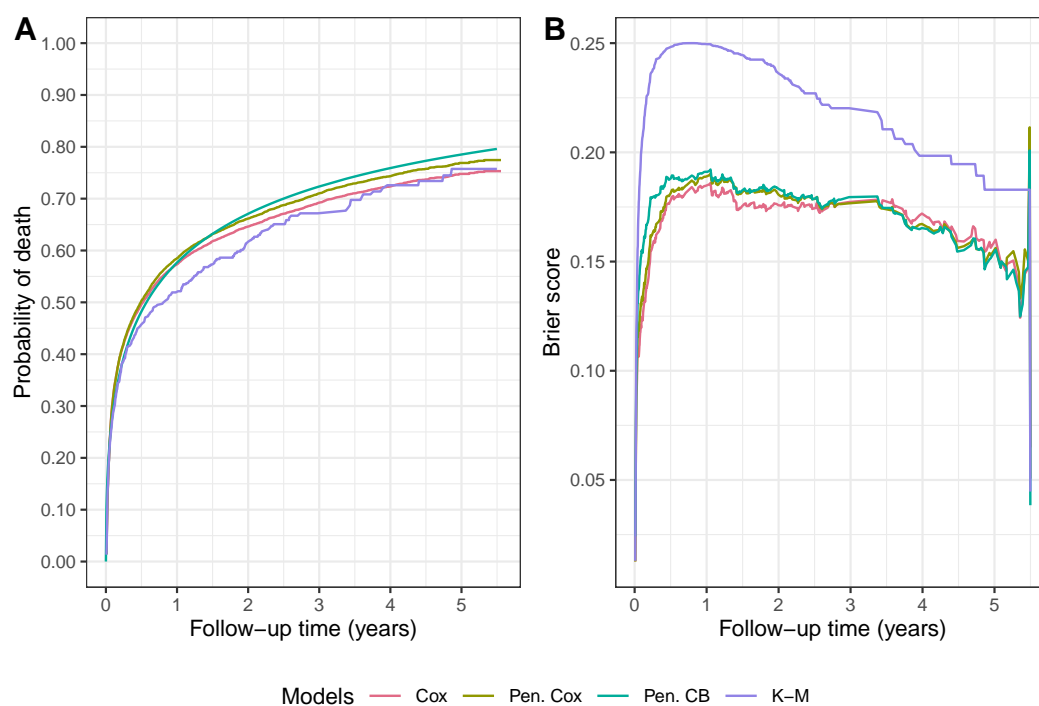 A
Probability of death
1.00
0.90
0.80
0.70
0.60
0.50
0.40
0.30
0.20
0.10
0.00
0 1 2 3 4 5
Follow−up time (years)
B
Brier score
0.25
0.20
0.15
0.10
0.05
0 1 2 3 4 5
Follow−up time (years)
Models Cox Pen. Cox Pen. CB K−M